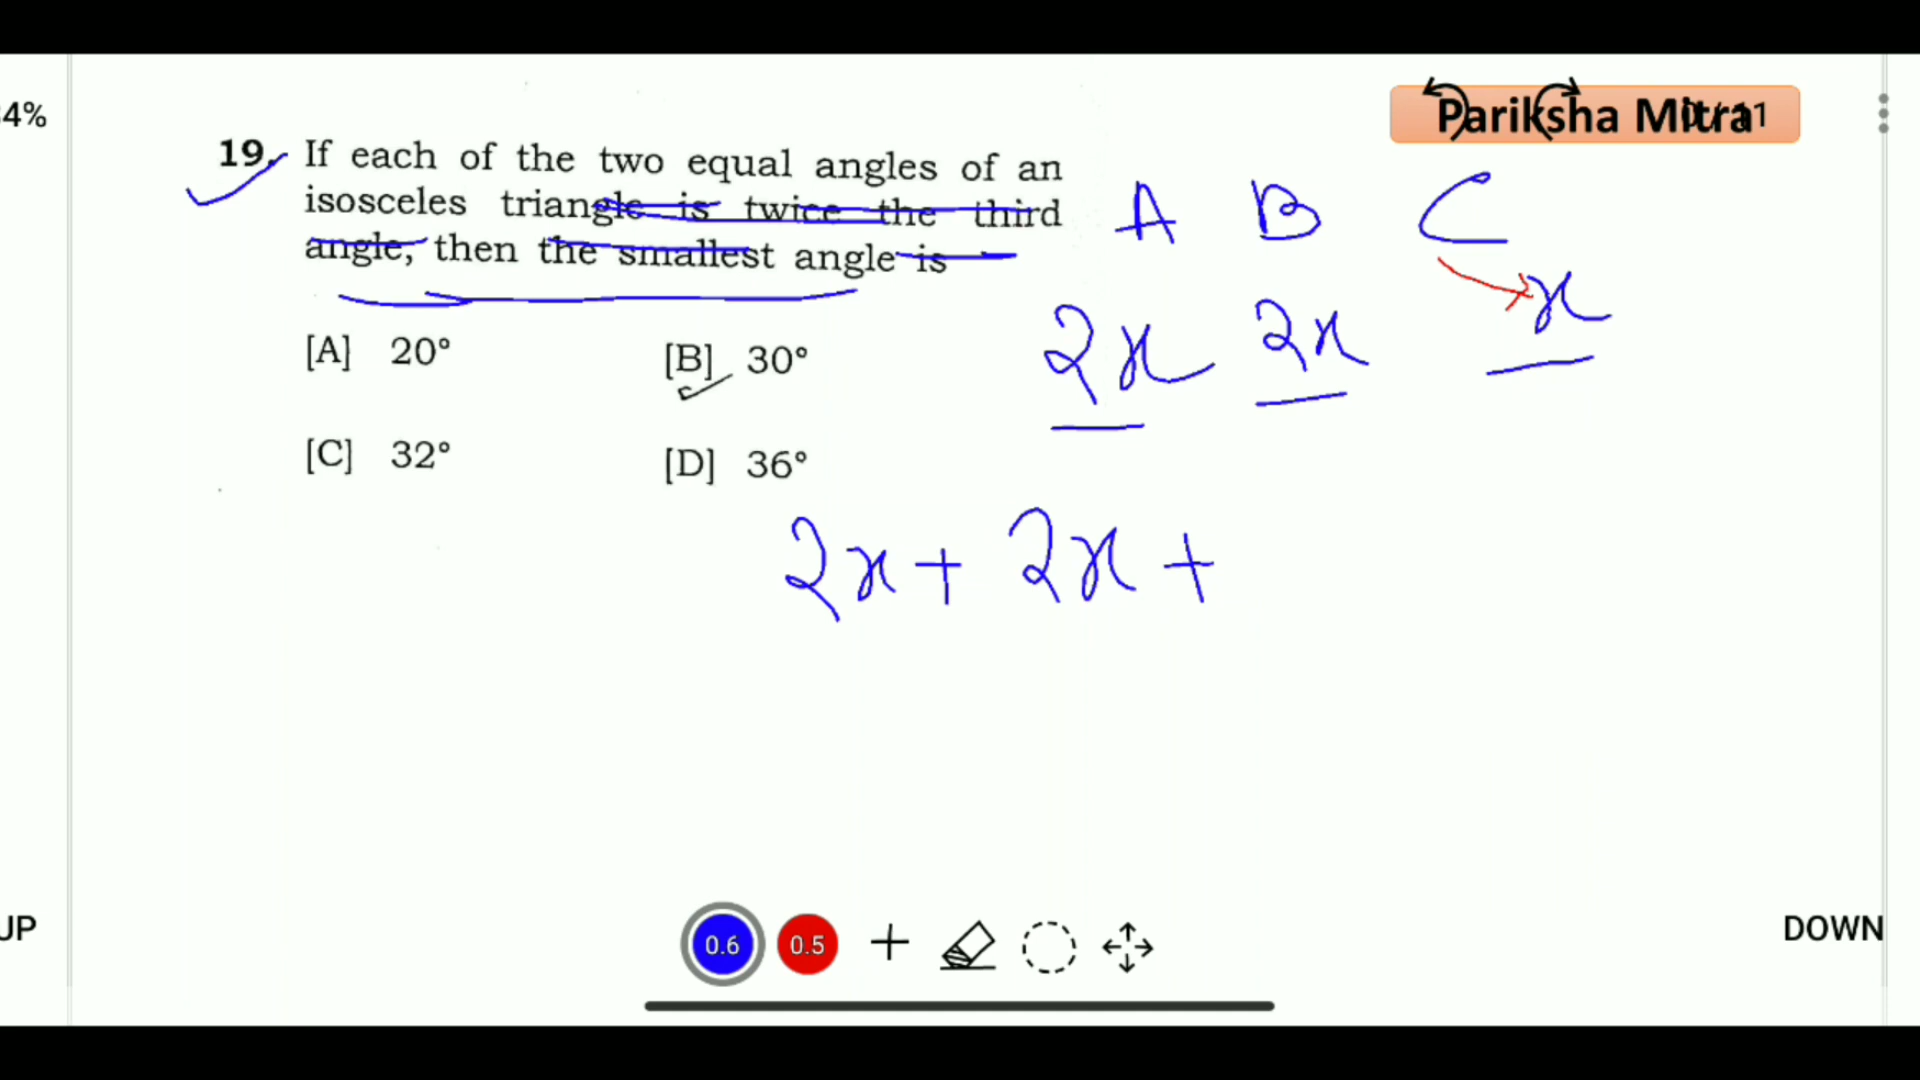 34%
Pariksha Mitra
19. If each of the two equal angles of an
isosceles triangle is twice the third
angle, then the smallest angle is
A B C
2x 2x x
[A] 20° [B] 30°
[C] 32° [D] 36°
2x + 2x +
UP DOWN
0.6 0.5